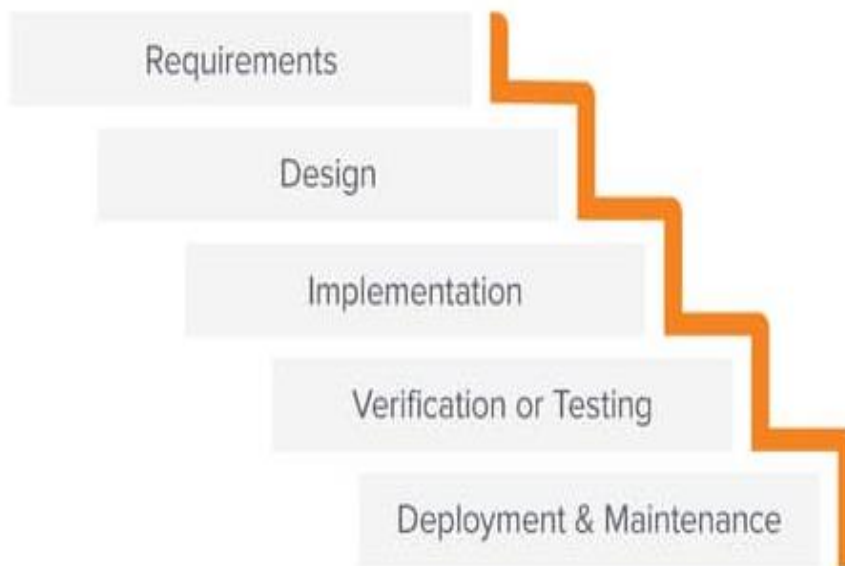 Requirements
Design
Implementation
Verification or Testing
Deployment & Maintenance